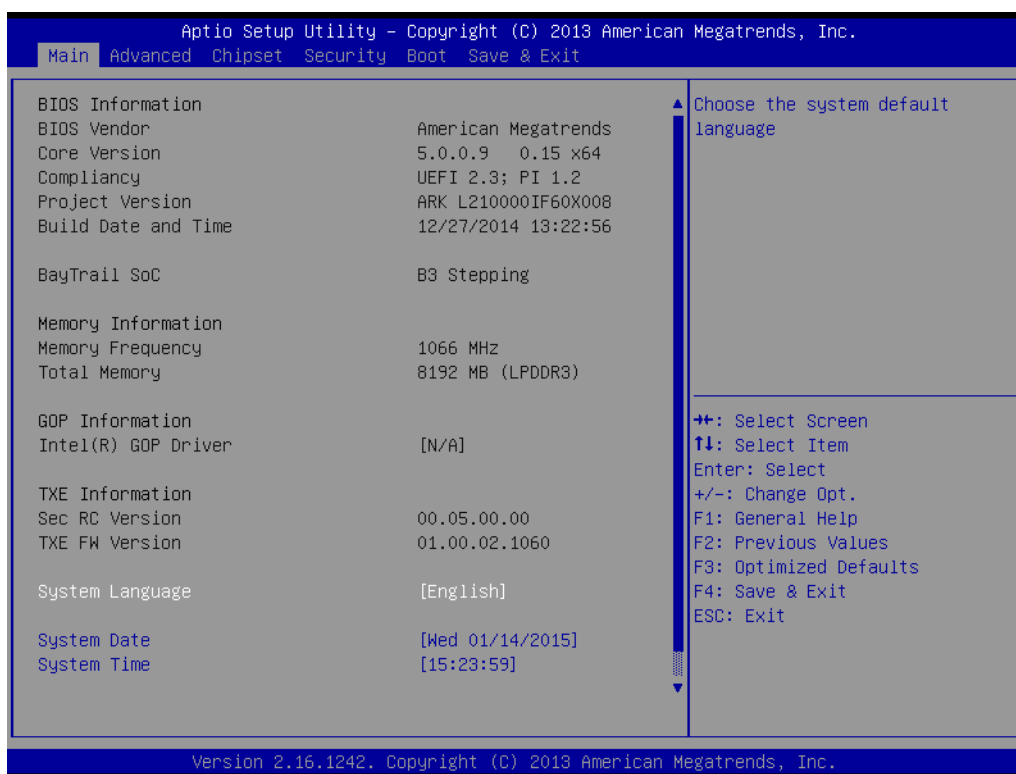 Aptio Setup Utility – Copyright (C) 2013 American Megatrends, Inc.
Main Advanced Chipset Security Boot Save & Exit
BIOS Information
BIOS Vendor American Megatrends
Core Version 5.0.0.9 0.15 x64
Compliancy UEFI 2.3; PI 1.2
Project Version ARK L210000IF60X008
Build Date and Time 12/27/2014 13:22:56
BayTrail SoC B3 Stepping
Memory Information
Memory Frequency 1066 MHz
Total Memory 8192 MB (LPDDR3)
GOP Information
Intel(R) GOP Driver [N/A]
TXE Information
Sec RC Version 00.05.00.00
TXE FW Version 01.00.02.1060
System Language [English]
System Date [Wed 01/14/2015]
System Time [15:23:59]
Choose the system default
language
→←: Select Screen
↑↓: Select Item
Enter: Select
+/-: Change Opt.
F1: General Help
F2: Previous Values
F3: Optimized Defaults
F4: Save & Exit
ESC: Exit
Version 2.16.1242. Copyright (C) 2013 American Megatrends, Inc.